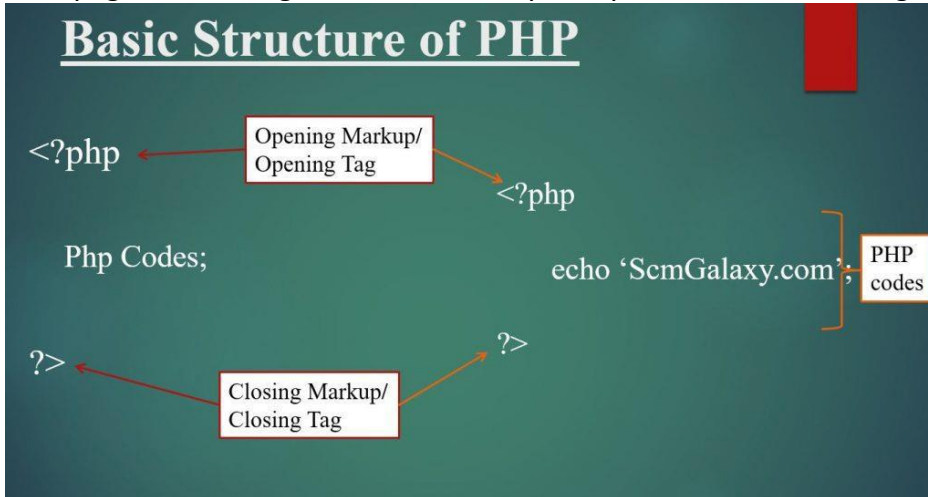 Basic Structure of PHP
<?php
Opening Markup/
Opening Tag
<?php
Php Codes;
echo ‘ScmGalaxy.com’;
PHP
codes
?>
?>
Closing Markup/
Closing Tag